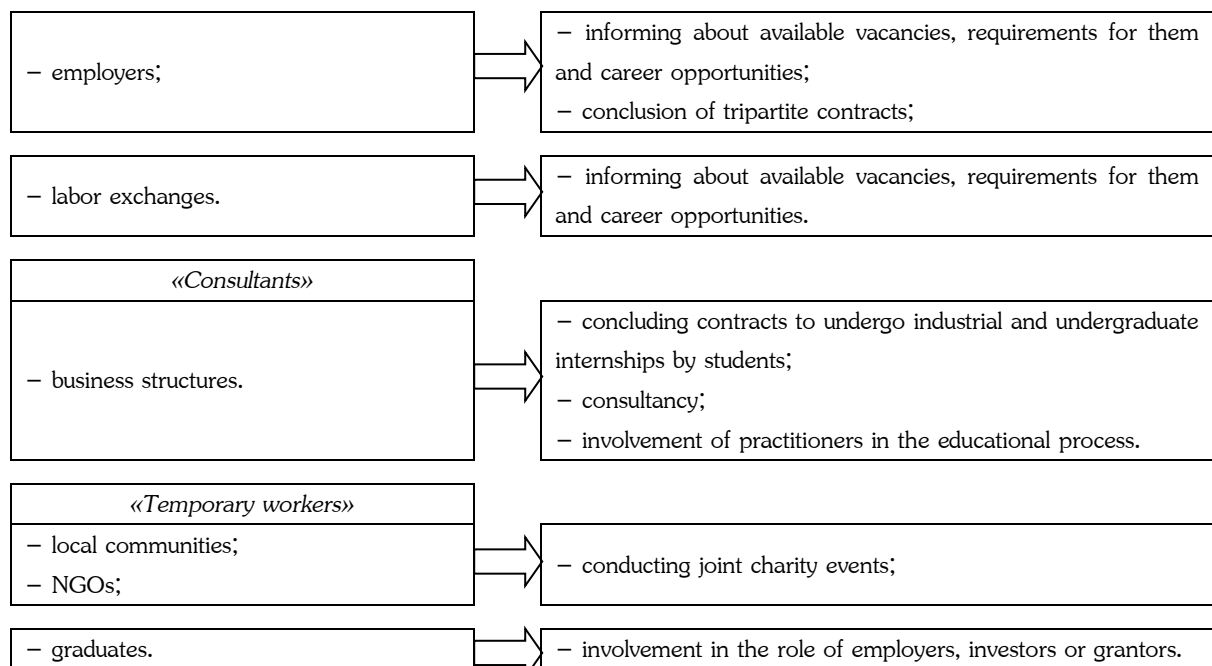 – employers;
– informing about available vacancies, requirements for them
and career opportunities;
– conclusion of tripartite contracts;
– labor exchanges.
– informing about available vacancies, requirements for them
and career opportunities.
«Consultants»
– business structures.
– concluding contracts to undergo industrial and undergraduate
internships by students;
– consultancy;
– involvement of practitioners in the educational process.
«Temporary workers»
– local communities;
– NGOs;
– conducting joint charity events;
– graduates.
– involvement in the role of employers, investors or grantors.